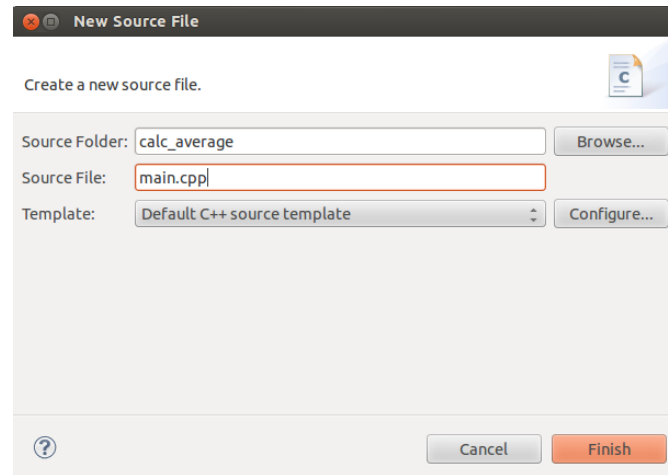 New Source File
Create a new source file.
C
Source Folder: calc_average Browse...
Source File: main.cpp
Template: Default C++ source template Configure...
? Cancel Finish